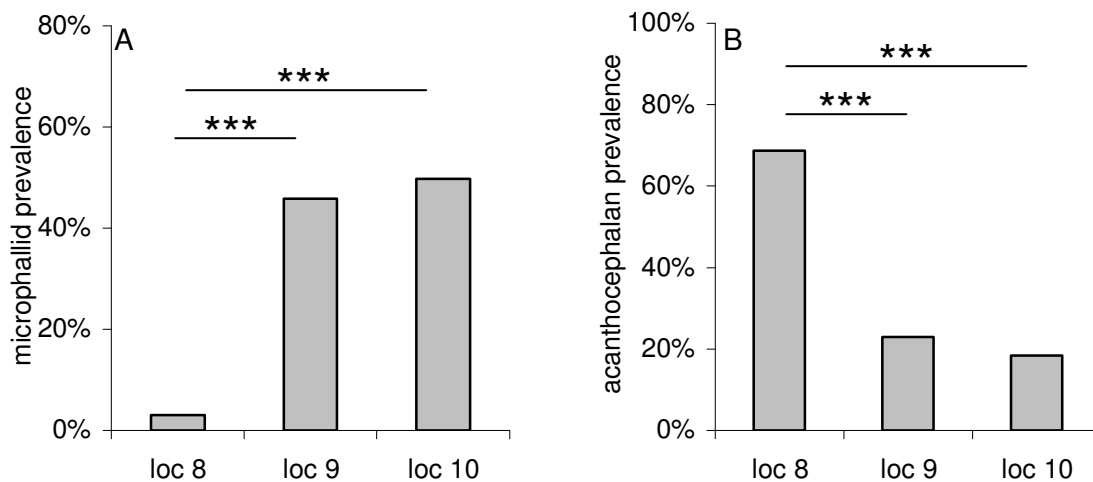 A
microphallid prevalence
80%
60%
40%
20%
0%
***
***
loc 8 loc 9 loc 10
B
acanthocephalan prevalence
100%
80%
60%
40%
20%
0%
***
***
loc 8 loc 9 loc 10